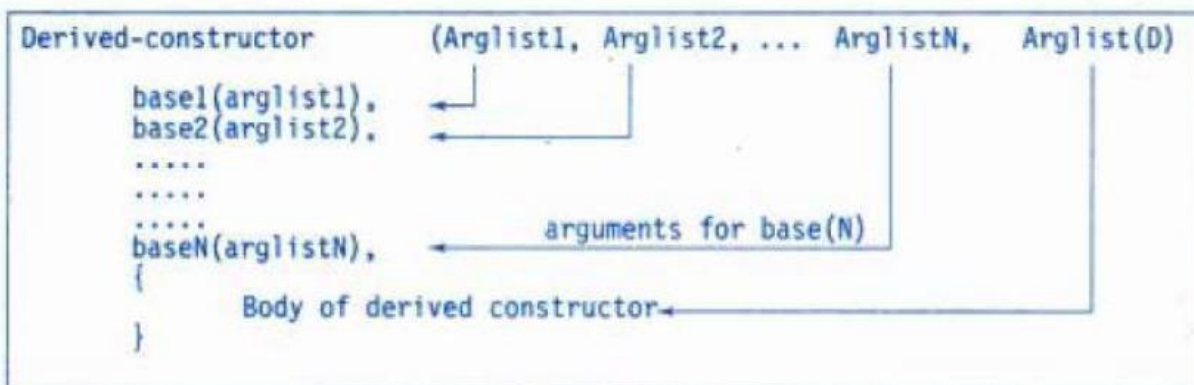 Derived-constructor (Arglist1, Arglist2, ... ArglistN, Arglist(D)
base1(arglist1),
base2(arglist2),
.....
.....
.....
arguments for base(N)
baseN(arglistN),
{
Body of derived constructor
}